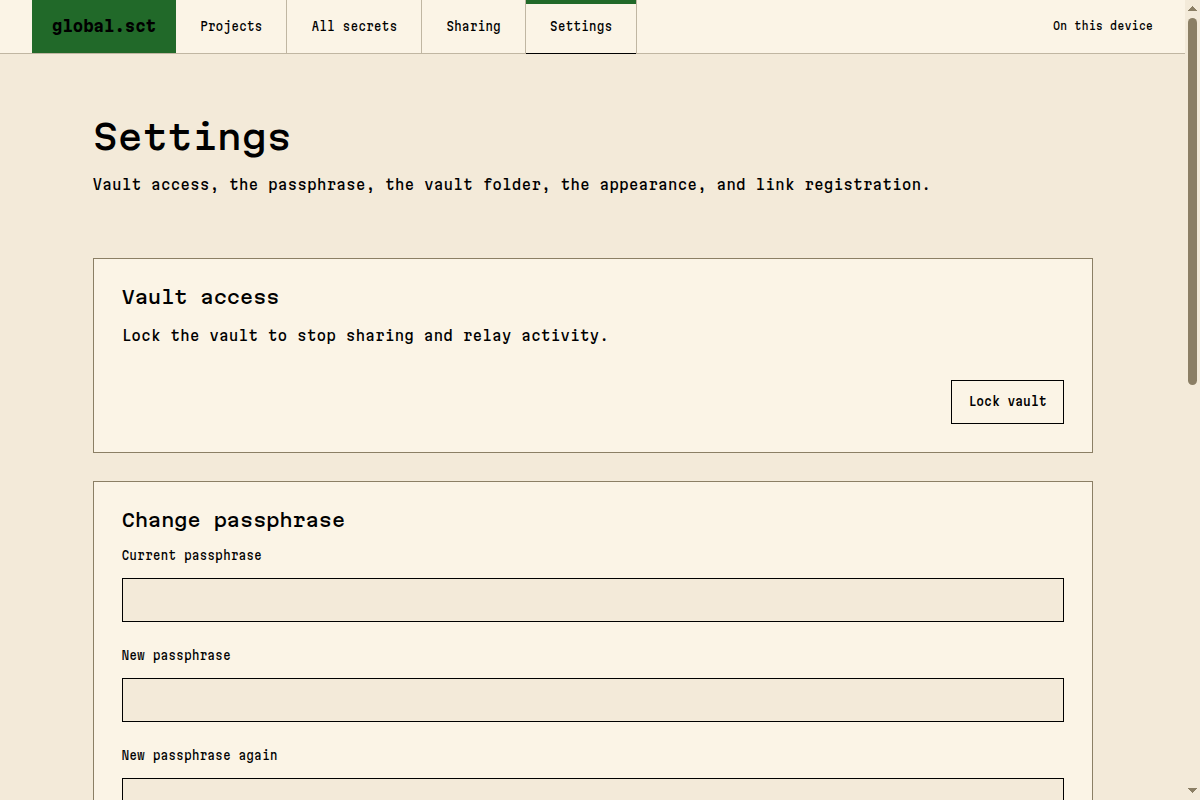 global.sct
Projects
All secrets
Sharing
Settings
On this device
Settings
Vault access, the passphrase, the vault folder, the appearance, and link registration.
Vault access
Lock the vault to stop sharing and relay activity.
Lock vault
Change passphrase
Current passphrase
New passphrase
New passphrase again